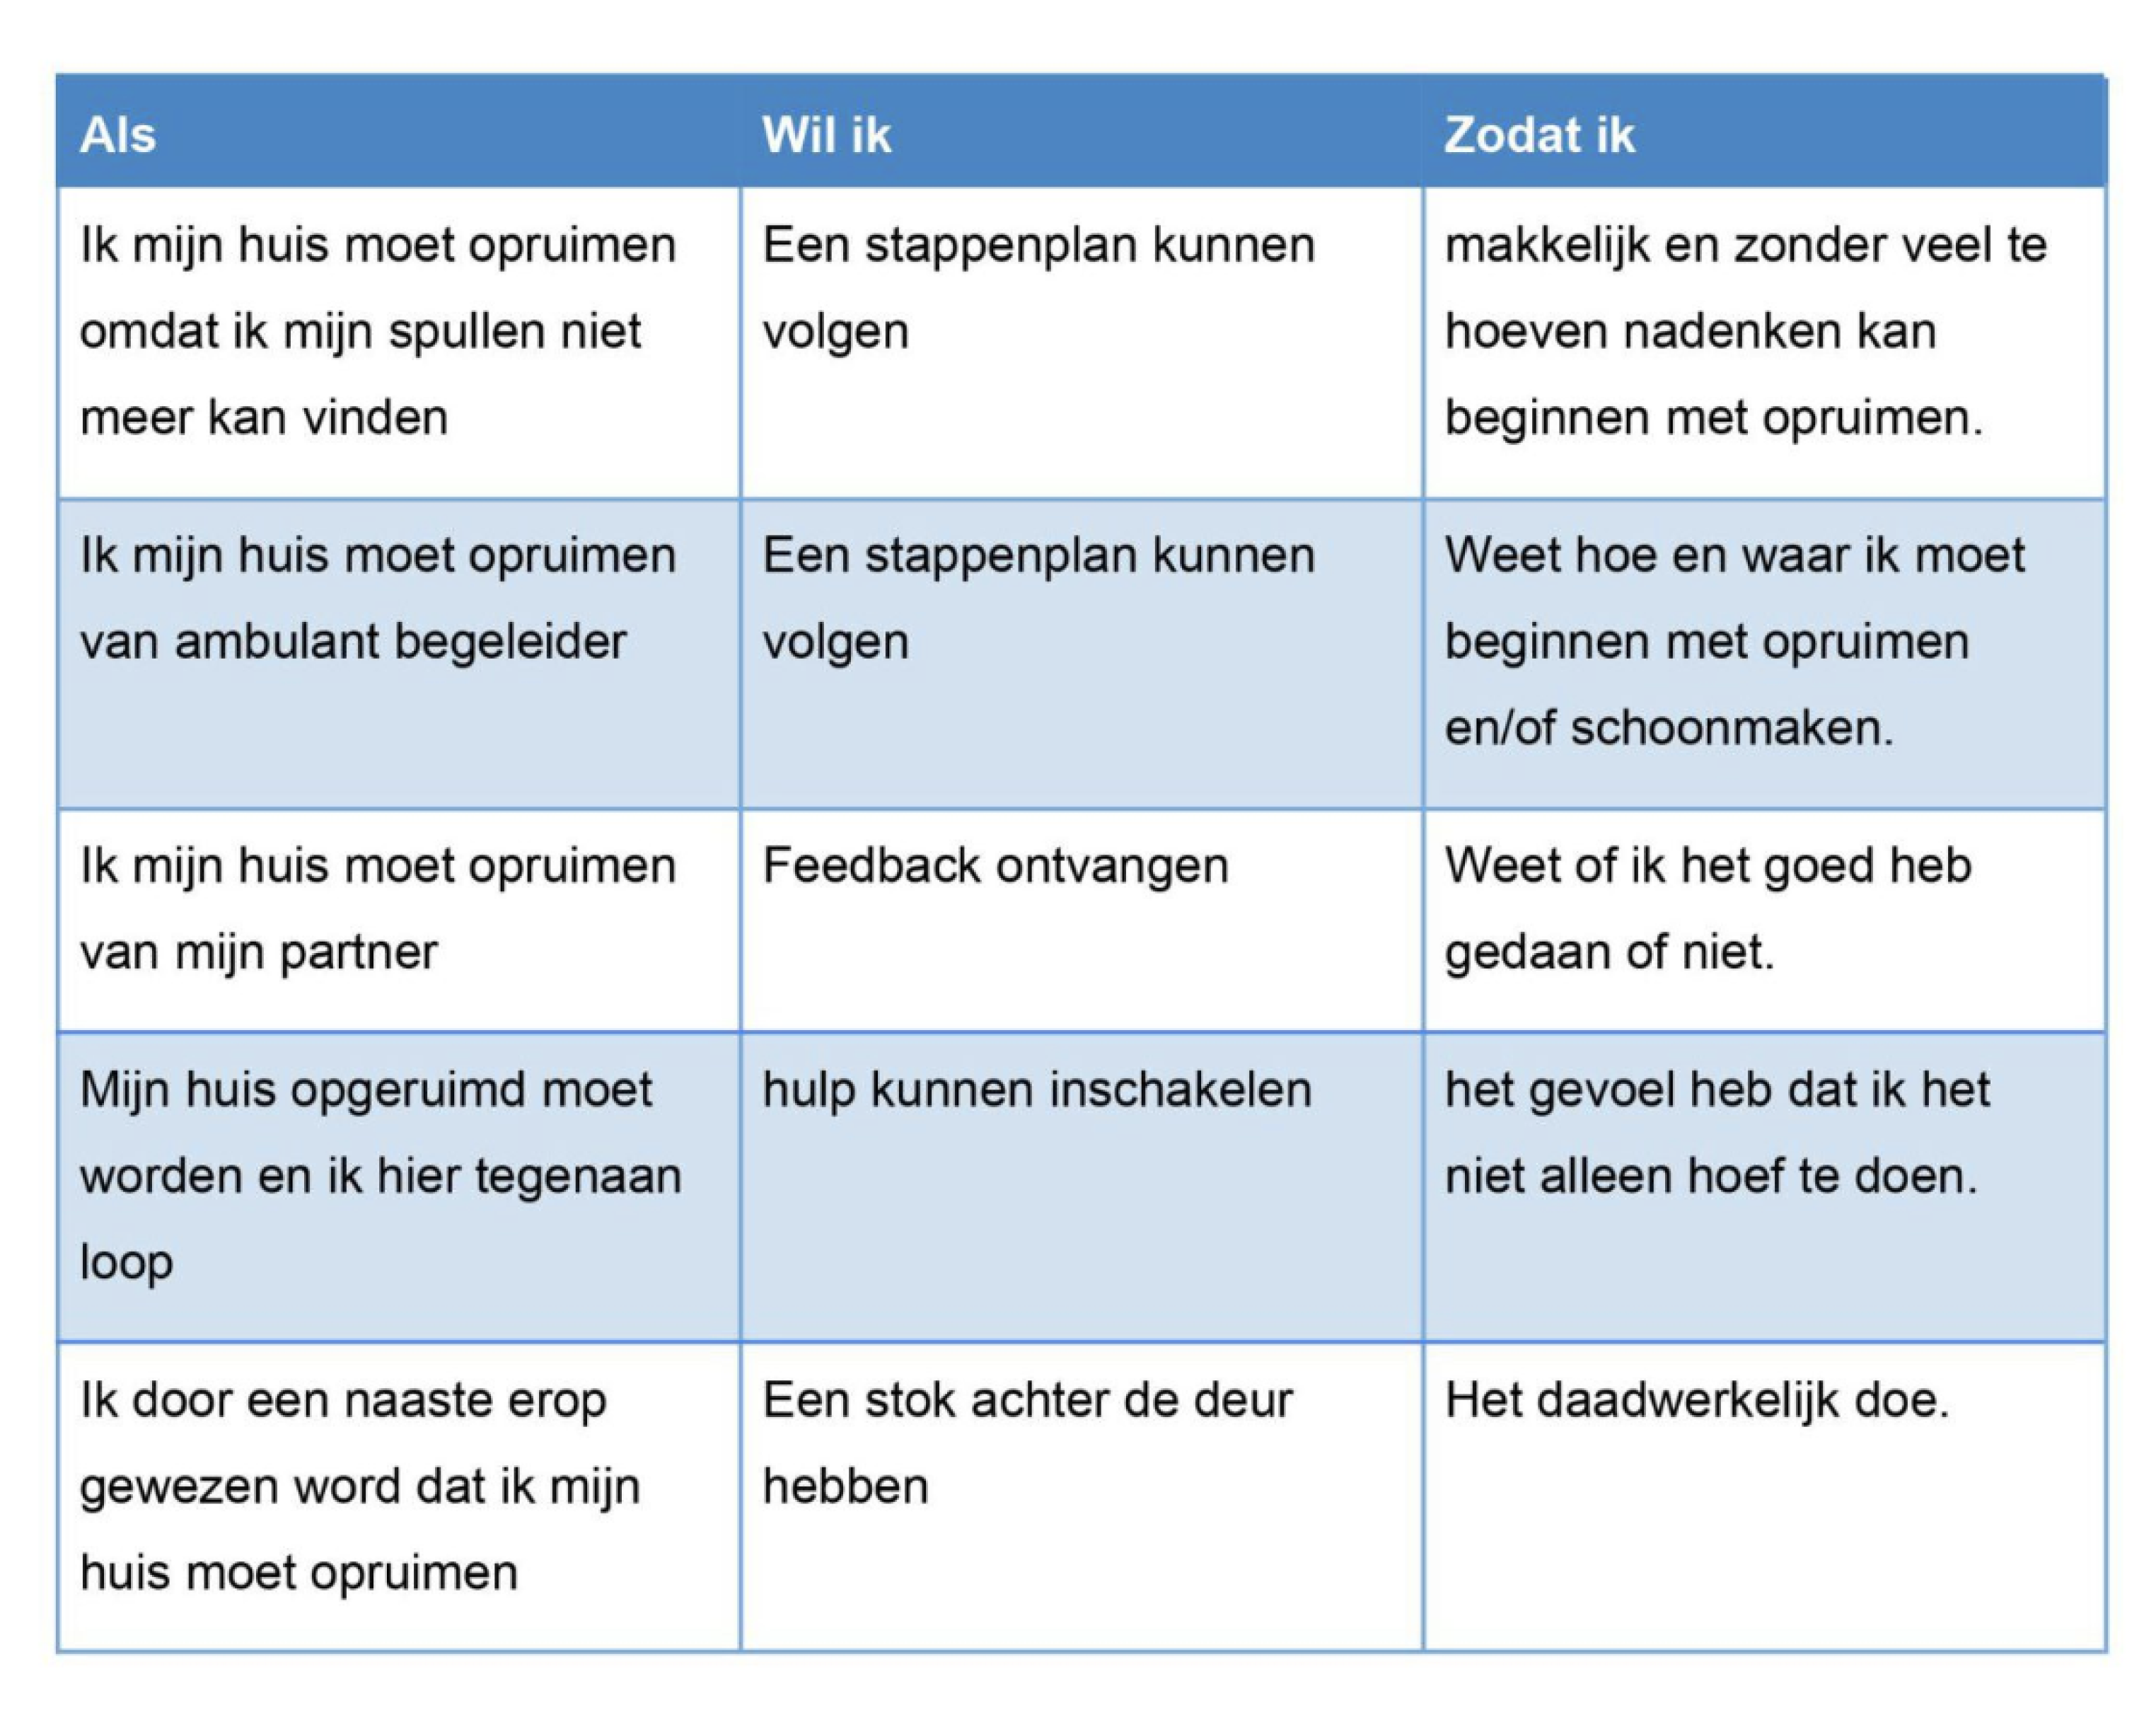 Als
Wil ik
Zodat ik
Ik mijn huis moet opruimen
omdat ik mijn spullen niet
meer kan vinden
Een stappenplan kunnen
volgen
makkelijk en zonder veel te
hoeven nadenken kan
beginnen met opruimen.
Ik mijn huis moet opruimen
van ambulant begeleider
Een stappenplan kunnen
volgen
Weet hoe en waar ik moet
beginnen met opruimen
en/of schoonmaken.
Ik mijn huis moet opruimen
van mijn partner
Feedback ontvangen
Weet of ik het goed heb
gedaan of niet.
Mijn huis opgeruimd moet
worden en ik hier tegenaan
loop
hulp kunnen inschakelen
het gevoel heb dat ik het
niet alleen hoef te doen.
Ik door een naaste erop
gewezen word dat ik mijn
huis moet opruimen
Een stok achter de deur
hebben
Het daadwerkelijk doe.